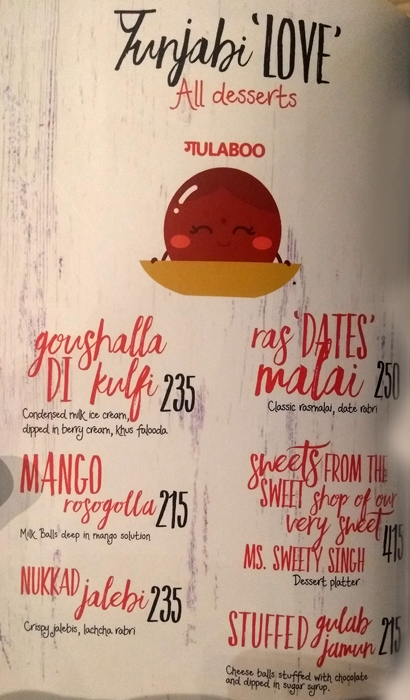 Funjabi 'LOVE'
All desserts
गULABOO
goushalla
DI kulfi 235
Condensed milk ice cream,
dipped in berry cream, khus falooda
MANGO
rosogolla 215
Milk Balls deep in mango solution
NUKKAD jalebi 235
Crispy jalebis, lachcha rabri
ras 'DATES'
malai 250
Classic rasmalai, date rabri
sweets FROM THE
SWEET shop of our
very sweet
MS. SWEETY SINGH 415
Dessert platter
STUFFED gulab
jamun 215
Cheese balls stuffed with chocolate
and dipped in sugar syrup.